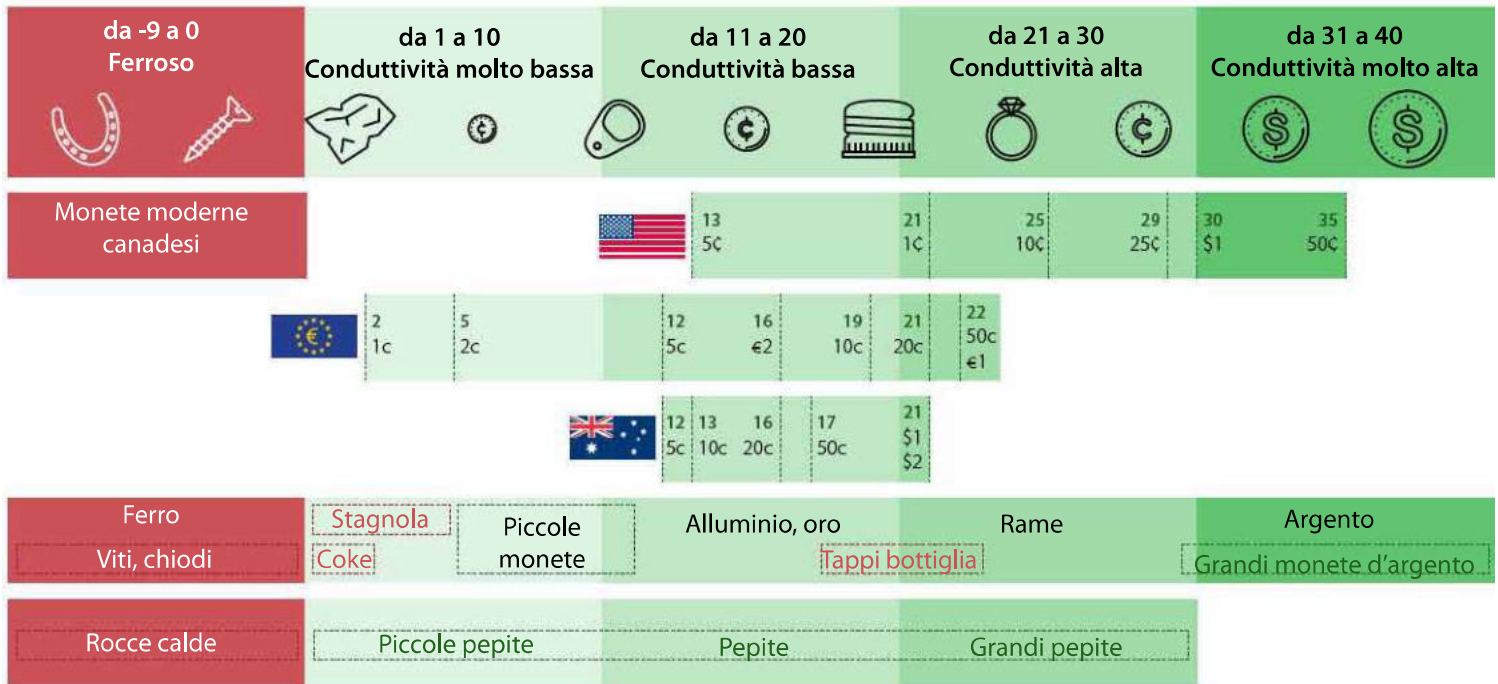 da -9 a 0
Ferroso
da 1 a 10
Conduttività molto bassa
da 11 a 20
Conduttività bassa
da 21 a 30
Conduttività alta
da 31 a 40
Conduttività molto alta
¢
¢
¢
$
$
Monete moderne
canadesi
13 21 25 29 30 35
5¢ 1¢ 10¢ 25¢ $1 50¢
€
2 5 12 16 19 21 22
1c 2c 5c €2 10c 20c 50c
€1
12 13 16 17 21
5c 10c 20c 50c $1
$2
Ferro
Viti, chiodi
Stagnola
Coke
Piccole
monete
Alluminio, oro
Tappi bottiglia
Rame
Argento
Grandi monete d'argento
Rocce calde
Piccole pepite
Pepite
Grandi pepite